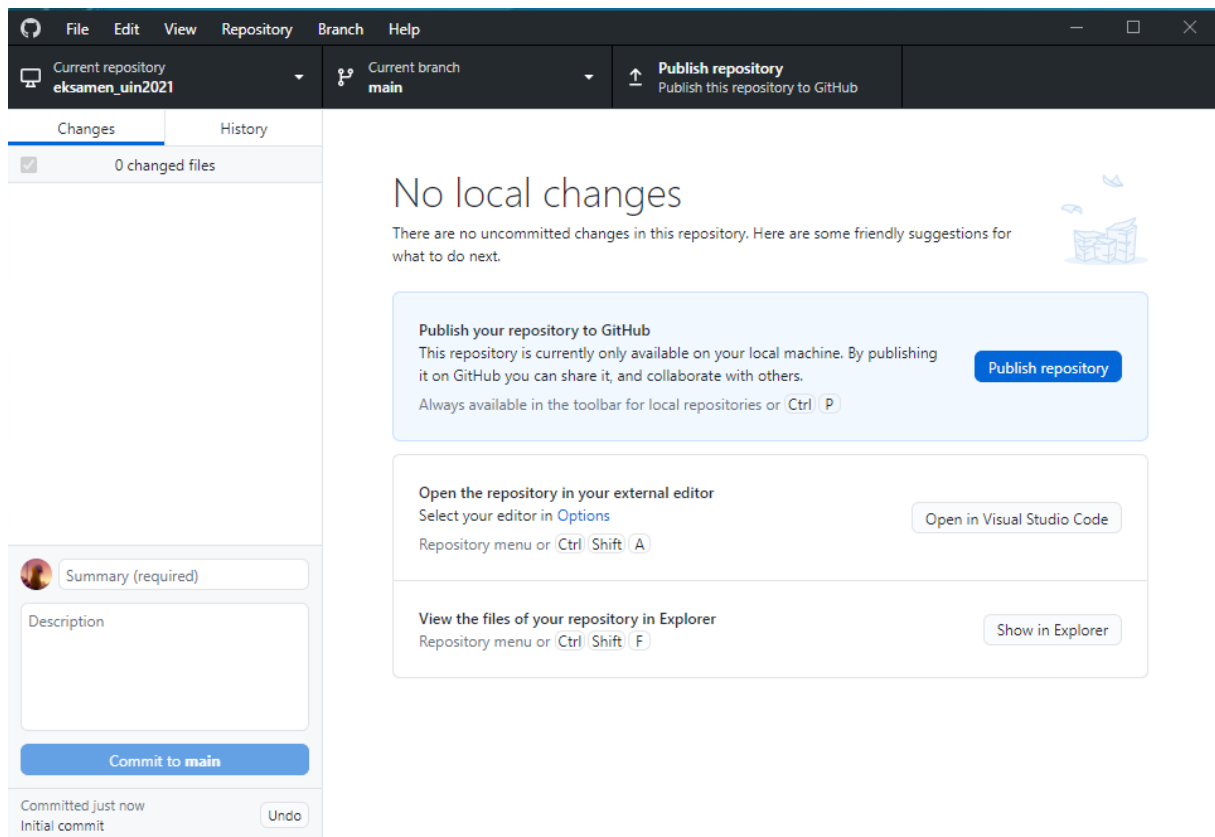 File Edit View Repository Branch Help
Current repository
eksamen_uin2021
Current branch
main
Publish repository
Publish this repository to GitHub
Changes History
0 changed files
No local changes
There are no uncommitted changes in this repository. Here are some friendly suggestions for
what to do next.
Publish your repository to GitHub
This repository is currently only available on your local machine. By publishing
it on GitHub you can share it, and collaborate with others.
Always available in the toolbar for local repositories or Ctrl P
Publish repository
Open the repository in your external editor
Select your editor in Options
Repository menu or Ctrl Shift A
Open in Visual Studio Code
View the files of your repository in Explorer
Repository menu or Ctrl Shift F
Show in Explorer
Summary (required)
Description
Commit to main
Committed just now
Initial commit
Undo